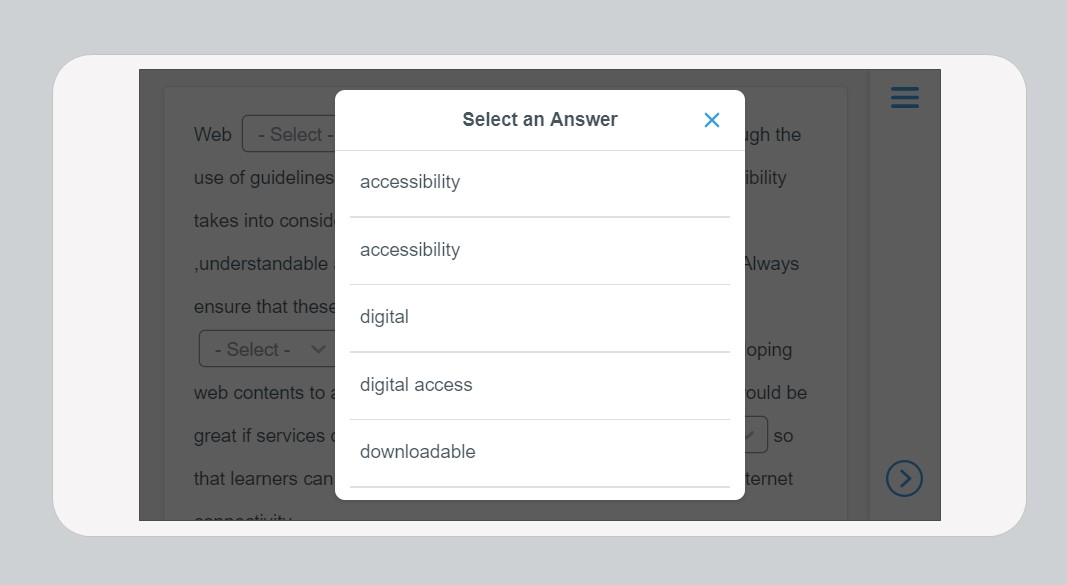 Select an Answer
Web - Select - ugh the
accessibility
use of guidelines ibility
takes into consid
accessibility
,understandable Always
ensure that these
digital
- Select - oping
digital access
web contents to ould be
great if services so
downloadable
that learners can ternet
connectivity